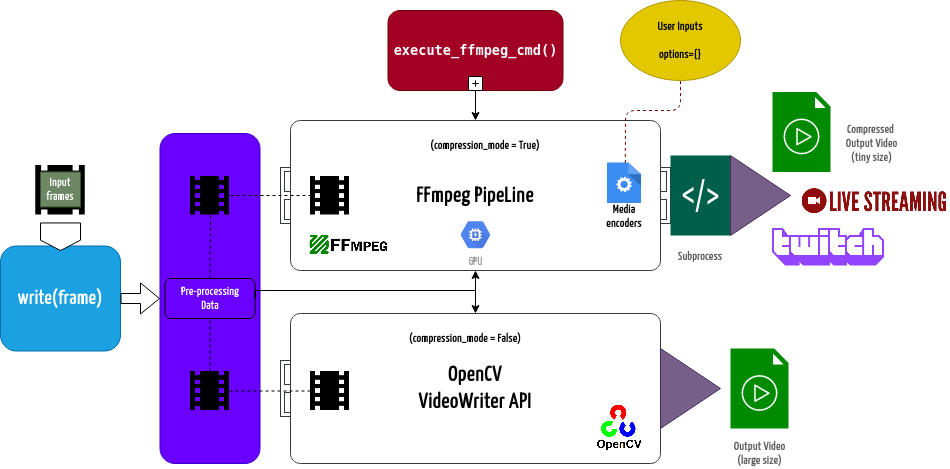 execute_ffmpeg_cmd()
User Inputs
options={}
+
(compression_mode = True)
FFmpeg PipeLine
Input
frames
Media
encoders
</>
Compressed
Output Video
(tiny size)
LIVE STREAMING
twitch
FFMPEG
GPU
Subprocess
write(frame)
Pre-processing
Data
(compression_mode = False)
OpenCV
VideoWriter API
OpenCV
Output Video
(large size)